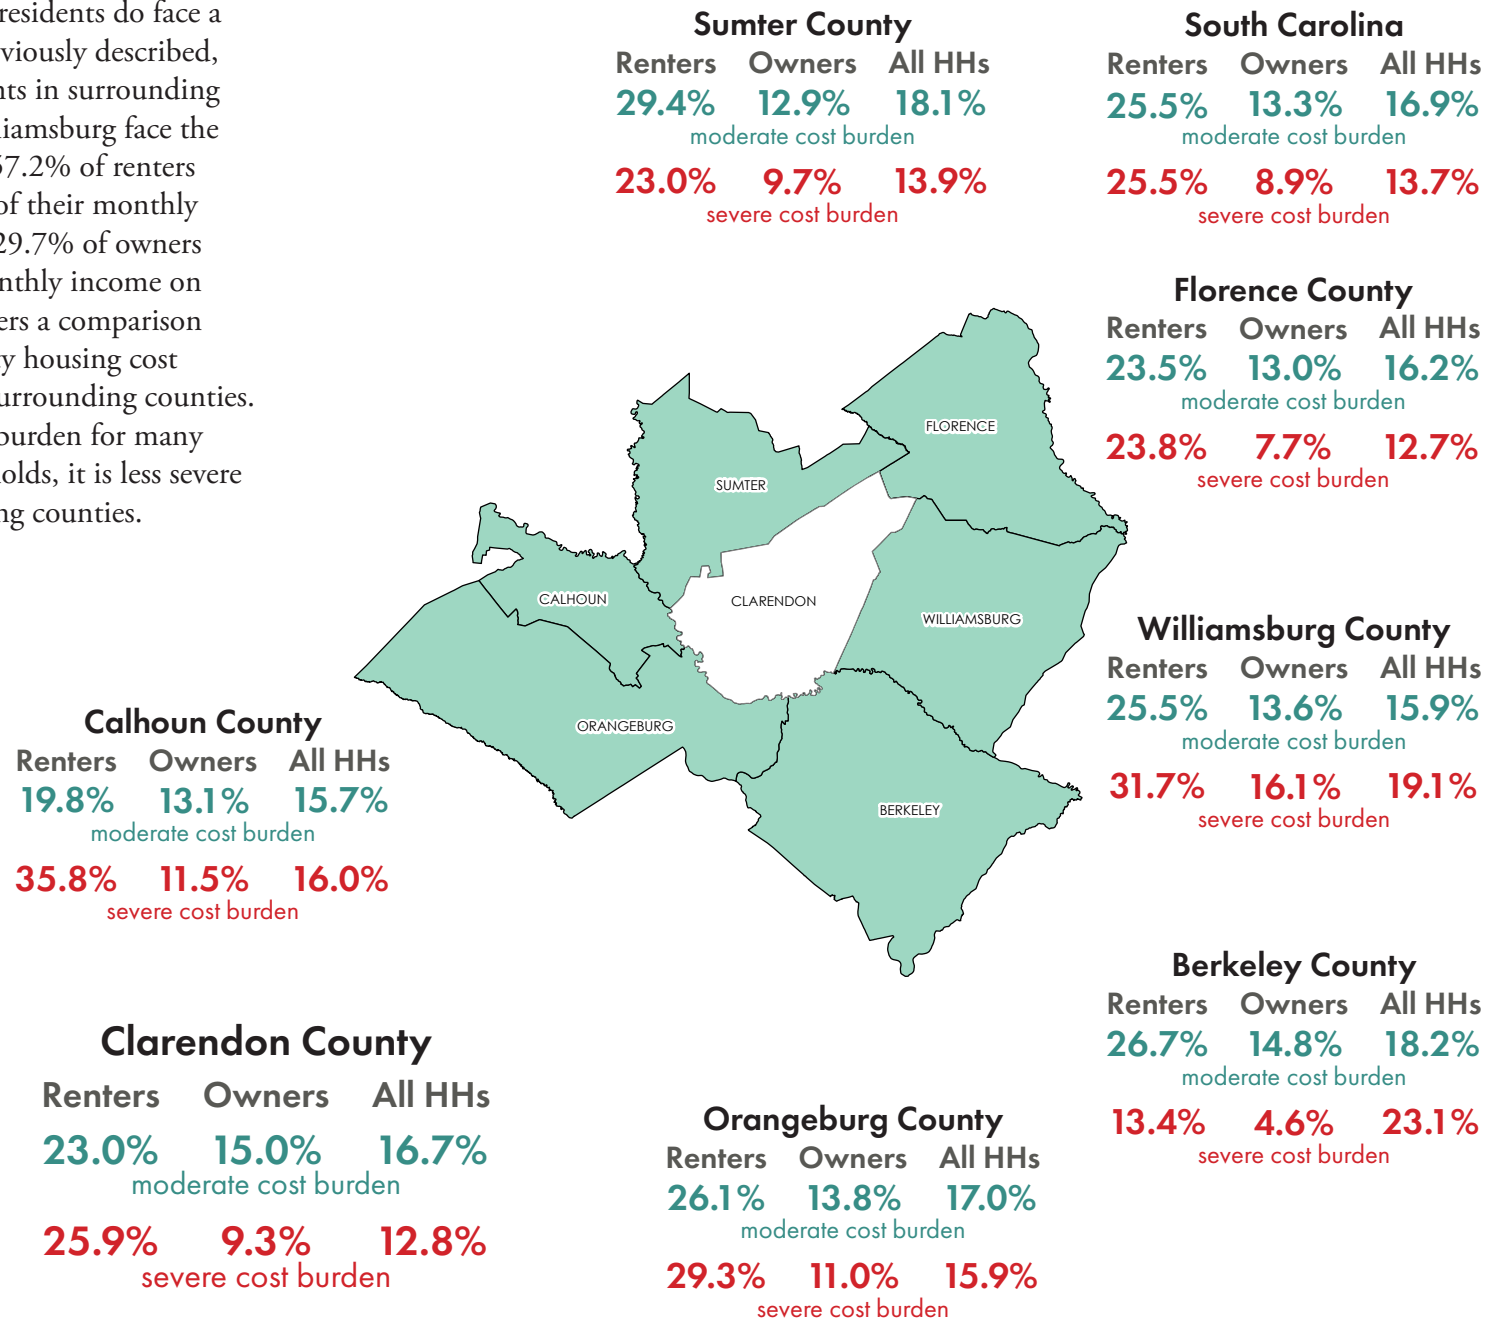 residents do face a
viously described,
nts in surrounding
liamsburg face the
57.2% of renters
of their monthly
29.7% of owners
nthly income on
ers a comparison
ty housing cost
urrounding counties.
burden for many
olds, it is less severe
ng counties.
Sumter County
Renters Owners All HHs
29.4% 12.9% 18.1%
moderate cost burden
23.0% 9.7% 13.9%
severe cost burden
South Carolina
Renters Owners All HHs
25.5% 13.3% 16.9%
moderate cost burden
25.5% 8.9% 13.7%
severe cost burden
Florence County
Renters Owners All HHs
23.5% 13.0% 16.2%
moderate cost burden
23.8% 7.7% 12.7%
severe cost burden
FLORENCE
SUMTER
CALHOUN
CLARENDON
WILLIAMSBURG
ORANGEBURG
BERKELEY
Williamsburg County
Renters Owners All HHs
25.5% 13.6% 15.9%
moderate cost burden
31.7% 16.1% 19.1%
severe cost burden
Calhoun County
Renters Owners All HHs
19.8% 13.1% 15.7%
moderate cost burden
35.8% 11.5% 16.0%
severe cost burden
Berkeley County
Renters Owners All HHs
26.7% 14.8% 18.2%
moderate cost burden
13.4% 4.6% 23.1%
severe cost burden
Clarendon County
Renters Owners All HHs
23.0% 15.0% 16.7%
moderate cost burden
25.9% 9.3% 12.8%
severe cost burden
Orangeburg County
Renters Owners All HHs
26.1% 13.8% 17.0%
moderate cost burden
29.3% 11.0% 15.9%
severe cost burden